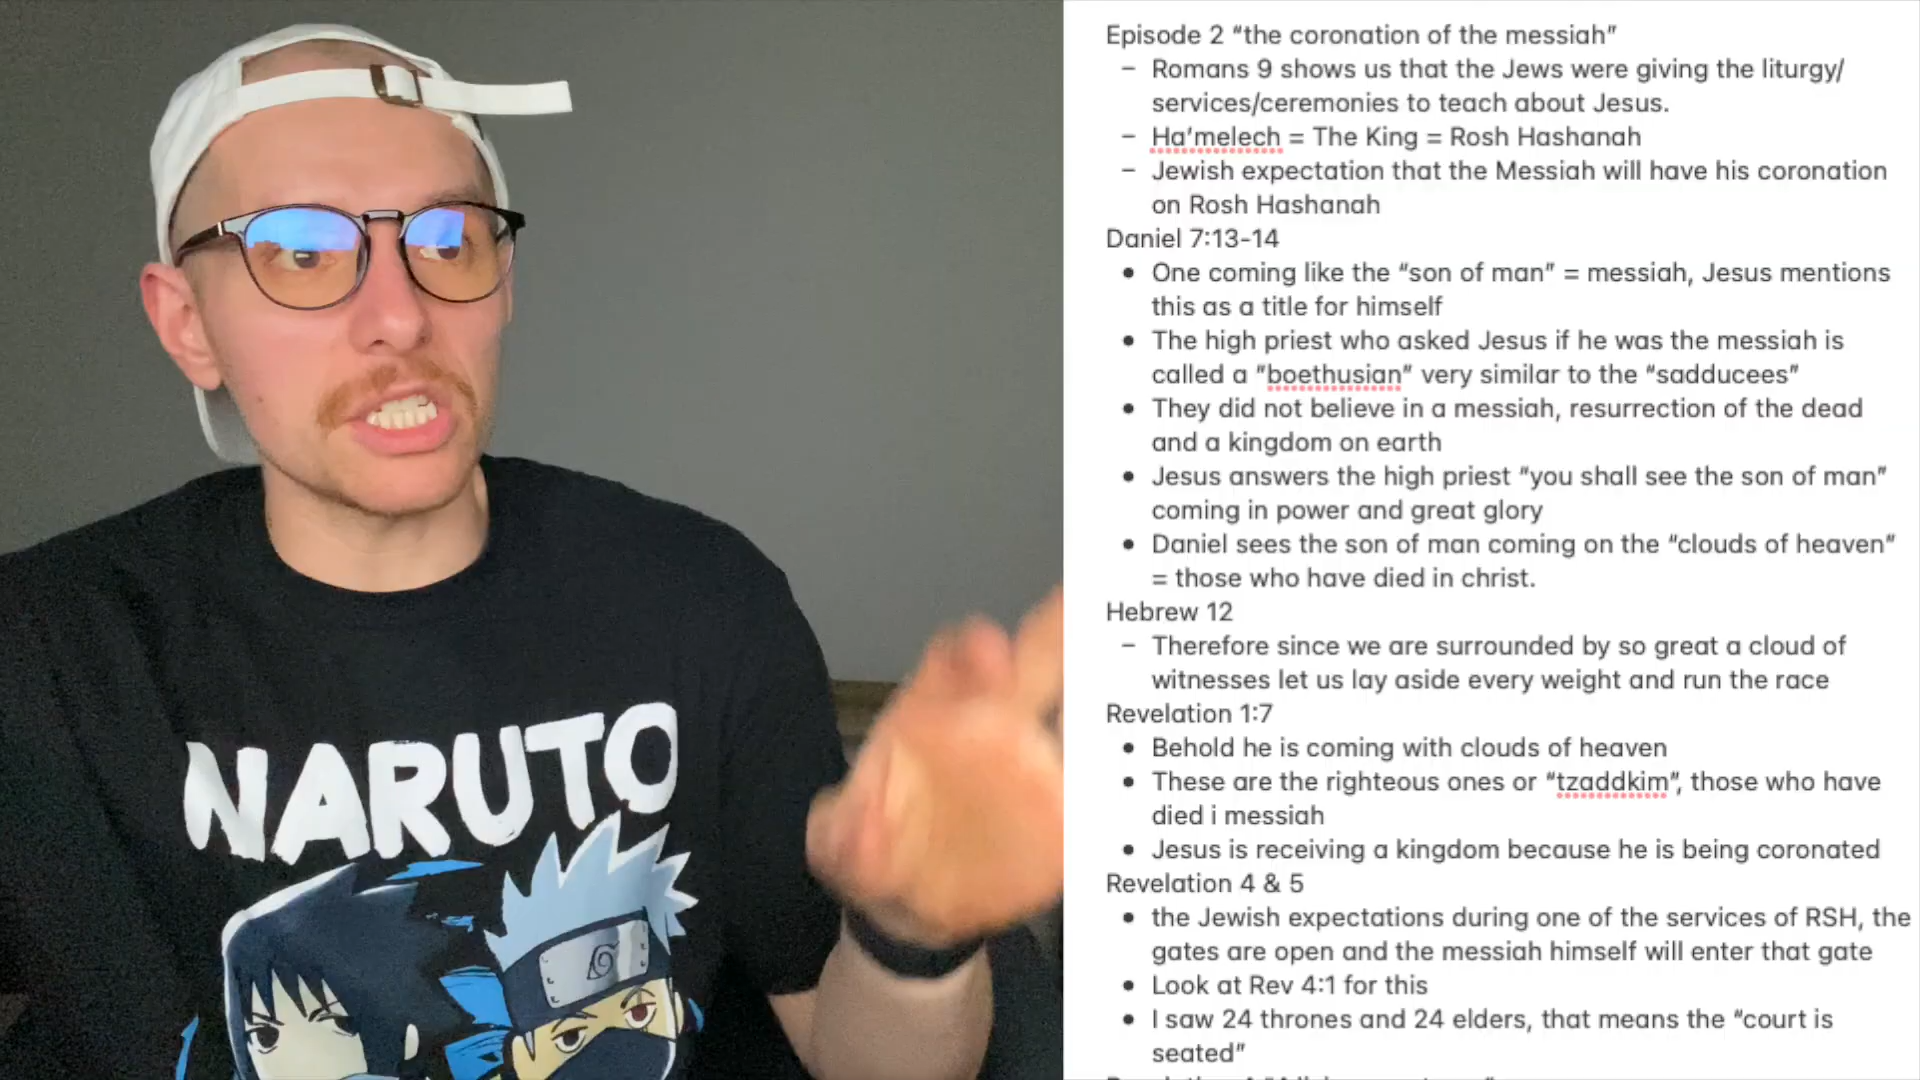 Episode 2 “the coronation of the messiah”
– Romans 9 shows us that the Jews were giving the liturgy/
services/ceremonies to teach about Jesus.
– Ha’melech = The King = Rosh Hashanah
– Jewish expectation that the Messiah will have his coronation
on Rosh Hashanah
Daniel 7:13-14
• One coming like the “son of man” = messiah, Jesus mentions
this as a title for himself
• The high priest who asked Jesus if he was the messiah is
called a “boethusian” very similar to the “sadducees”
• They did not believe in a messiah, resurrection of the dead
and a kingdom on earth
• Jesus answers the high priest “you shall see the son of man”
coming in power and great glory
• Daniel sees the son of man coming on the “clouds of heaven”
= those who have died in christ.
Hebrew 12
– Therefore since we are surrounded by so great a cloud of
witnesses let us lay aside every weight and run the race
Revelation 1:7
• Behold he is coming with clouds of heaven
• These are the righteous ones or “tzaddkim”, those who have
died i messiah
• Jesus is receiving a kingdom because he is being coronated
Revelation 4 & 5
• the Jewish expectations during one of the services of RSH, the
gates are open and the messiah himself will enter that gate
• Look at Rev 4:1 for this
• I saw 24 thrones and 24 elders, that means the “court is
seated”
NARUTO